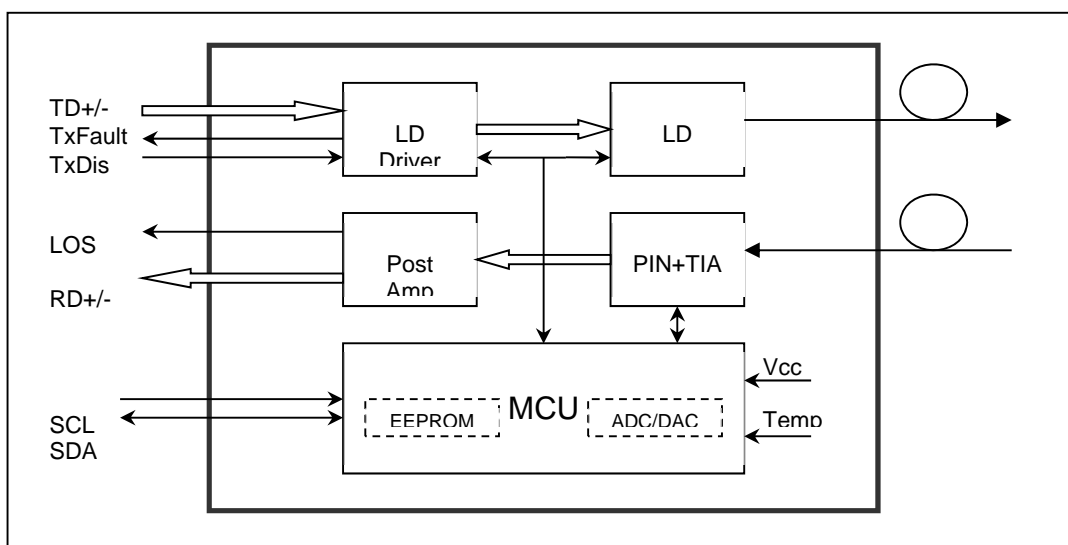 TD+/-
TxFault
TxDis
LD
Driver
LD
LOS
RD+/-
Post
Amp
PIN+TIA
SCL
SDA
EEPROM
MCU
ADC/DAC
Vcc
Temp